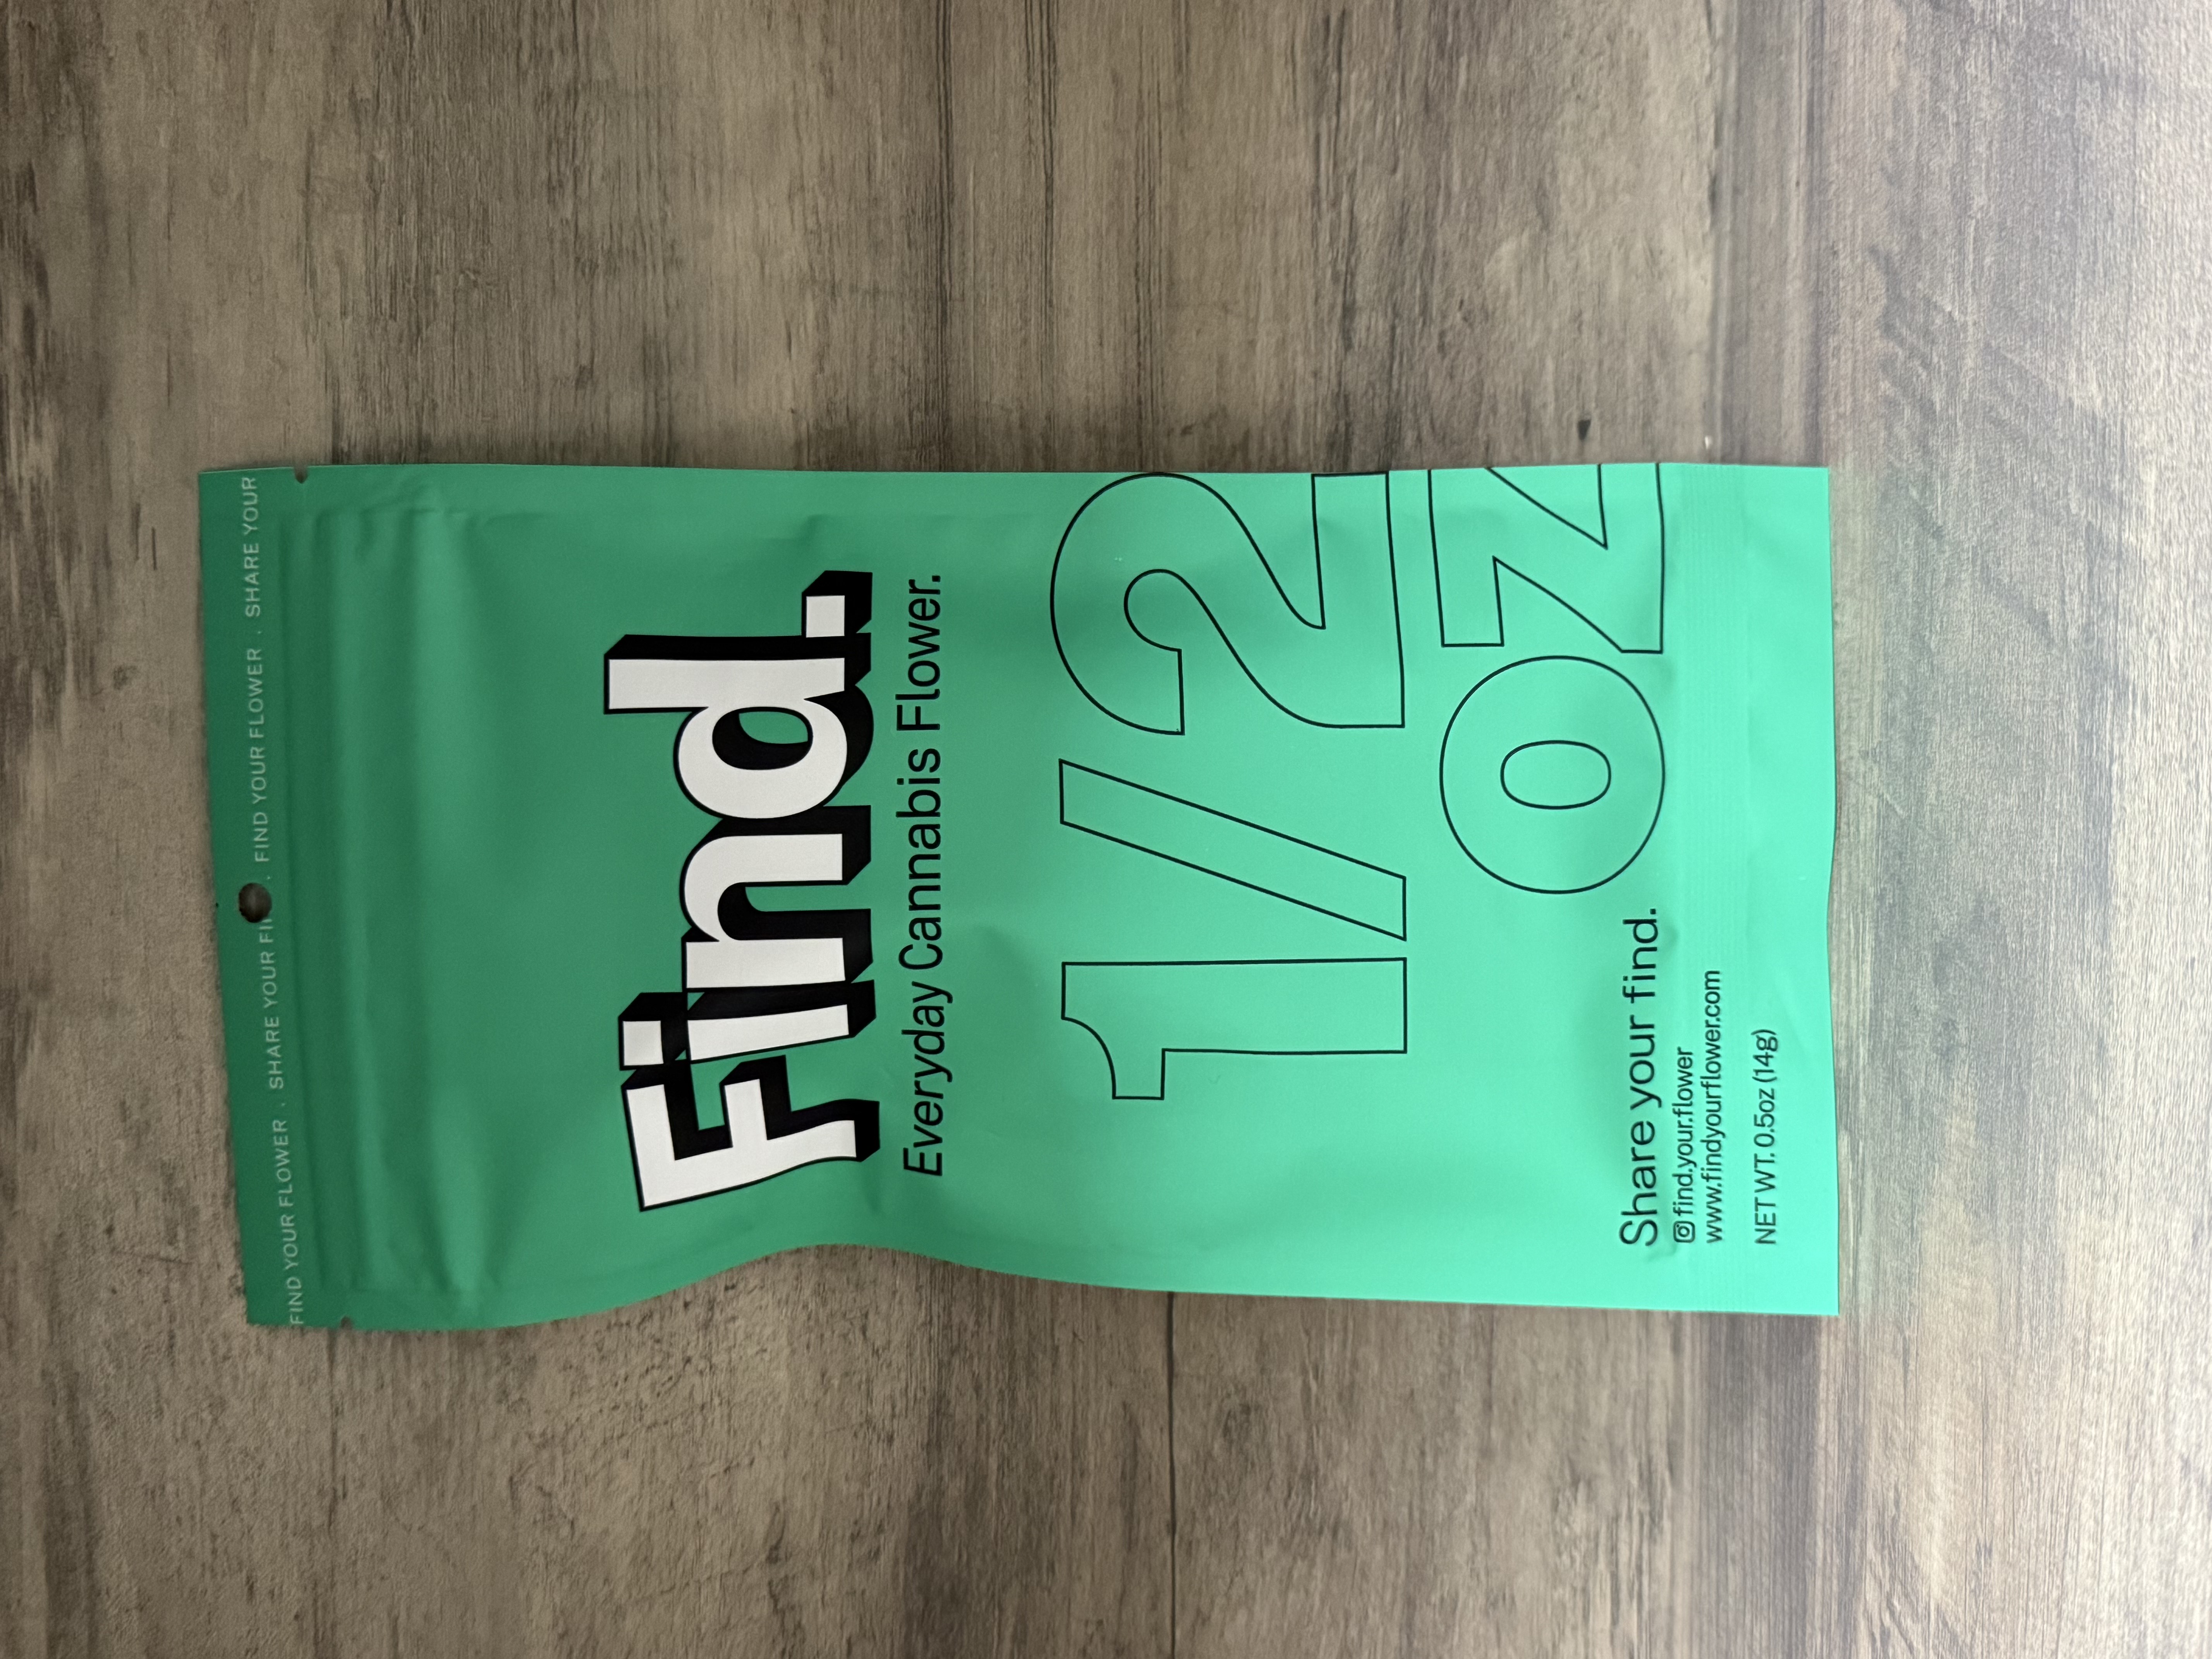 FIND YOUR FLOWER . SHARE YOUR FIN . FIND YOUR FLOWER . SHARE YOUR
Find.
Everyday Cannabis Flower.
1/2
OZ
Share your find.
find.your.flower
www.findyourflower.com
NET WT. 0.5oz (14g)